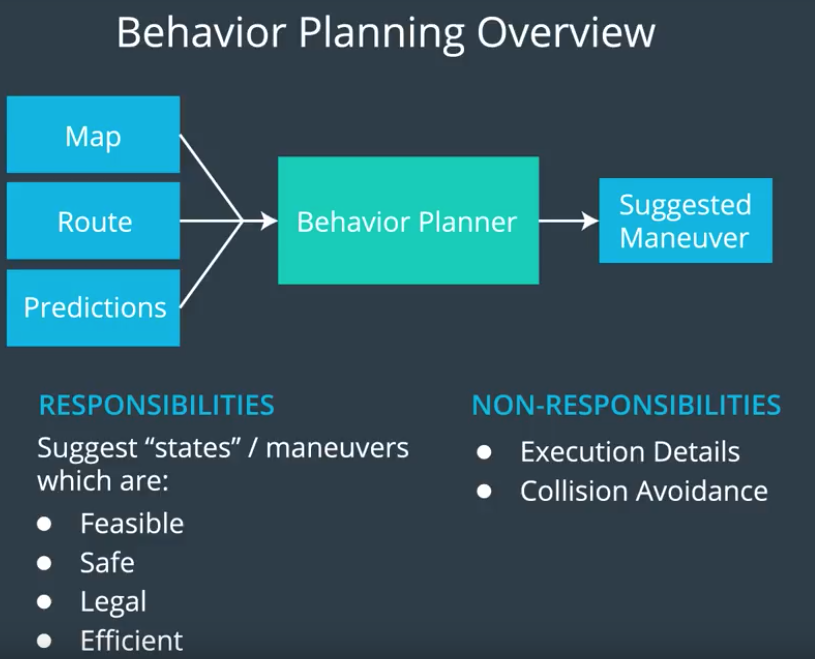 Behavior Planning Overview
Map
Route
Predictions
Behavior Planner
Suggested
Maneuver
RESPONSIBILITIES
Suggest “states” / maneuvers
which are:
● Feasible
● Safe
● Legal
● Efficient
NON-RESPONSIBILITIES
● Execution Details
● Collision Avoidance